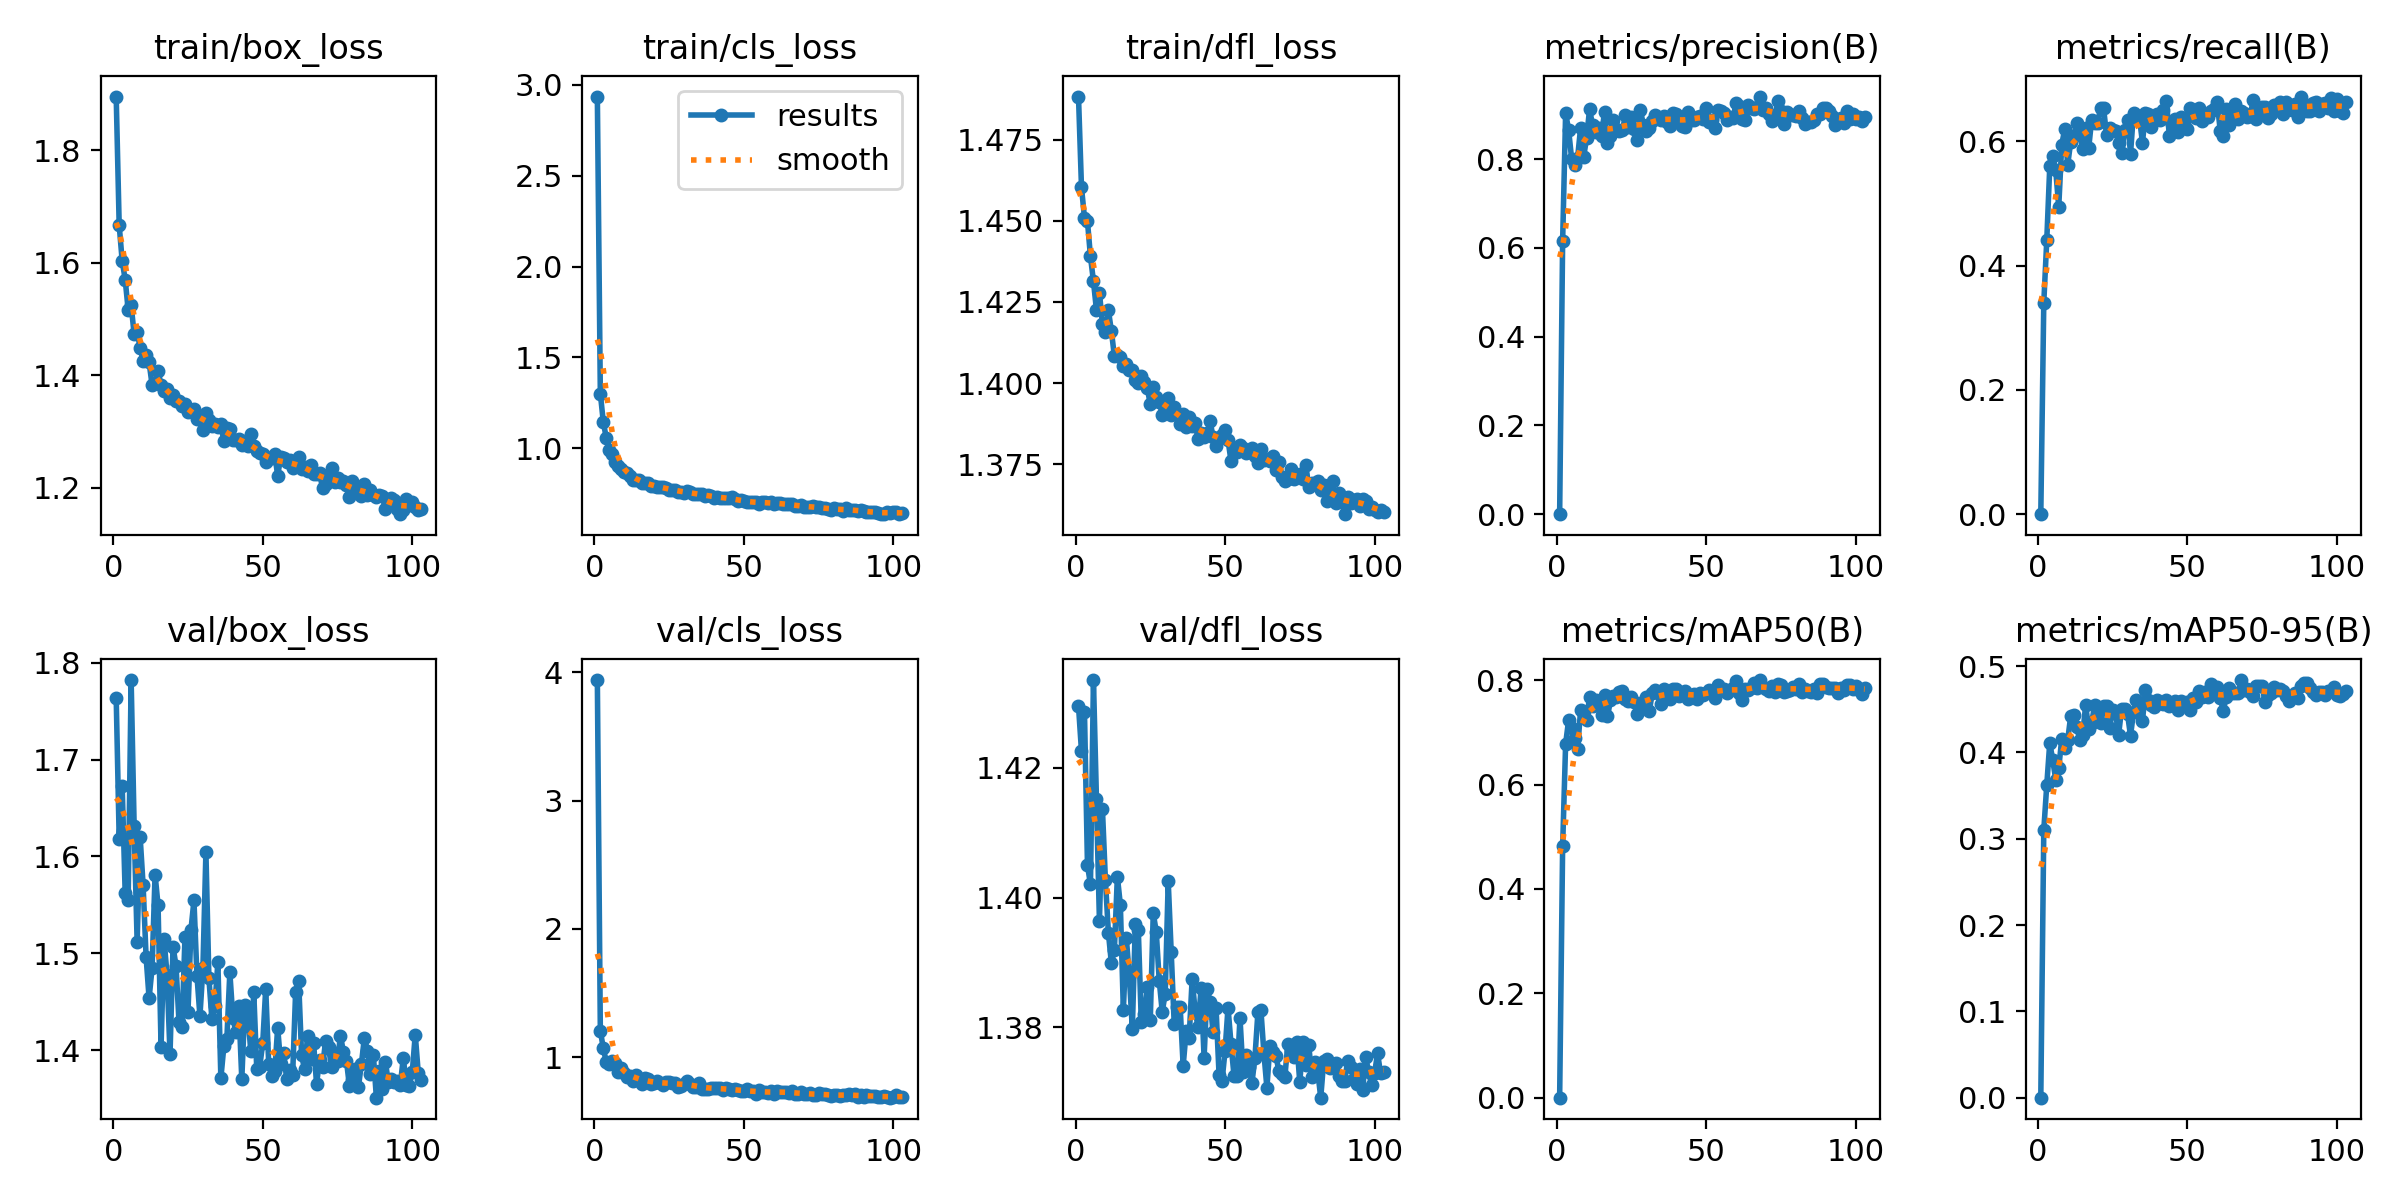 train/box_loss
1.8
1.6
1.4
1.2
0 50 100
train/cls_loss
3.0
2.5
2.0
1.5
1.0
results
smooth
0 50 100
train/dfl_loss
1.475
1.450
1.425
1.400
1.375
0 50 100
metrics/precision(B)
0.8
0.6
0.4
0.2
0.0
0 50 100
metrics/recall(B)
0.6
0.4
0.2
0.0
0 50 100
val/box_loss
1.8
1.7
1.6
1.5
1.4
0 50 100
val/cls_loss
4
3
2
1
0 50 100
val/dfl_loss
1.42
1.40
1.38
0 50 100
metrics/mAP50(B)
0.8
0.6
0.4
0.2
0.0
0 50 100
metrics/mAP50-95(B)
0.5
0.4
0.3
0.2
0.1
0.0
0 50 100